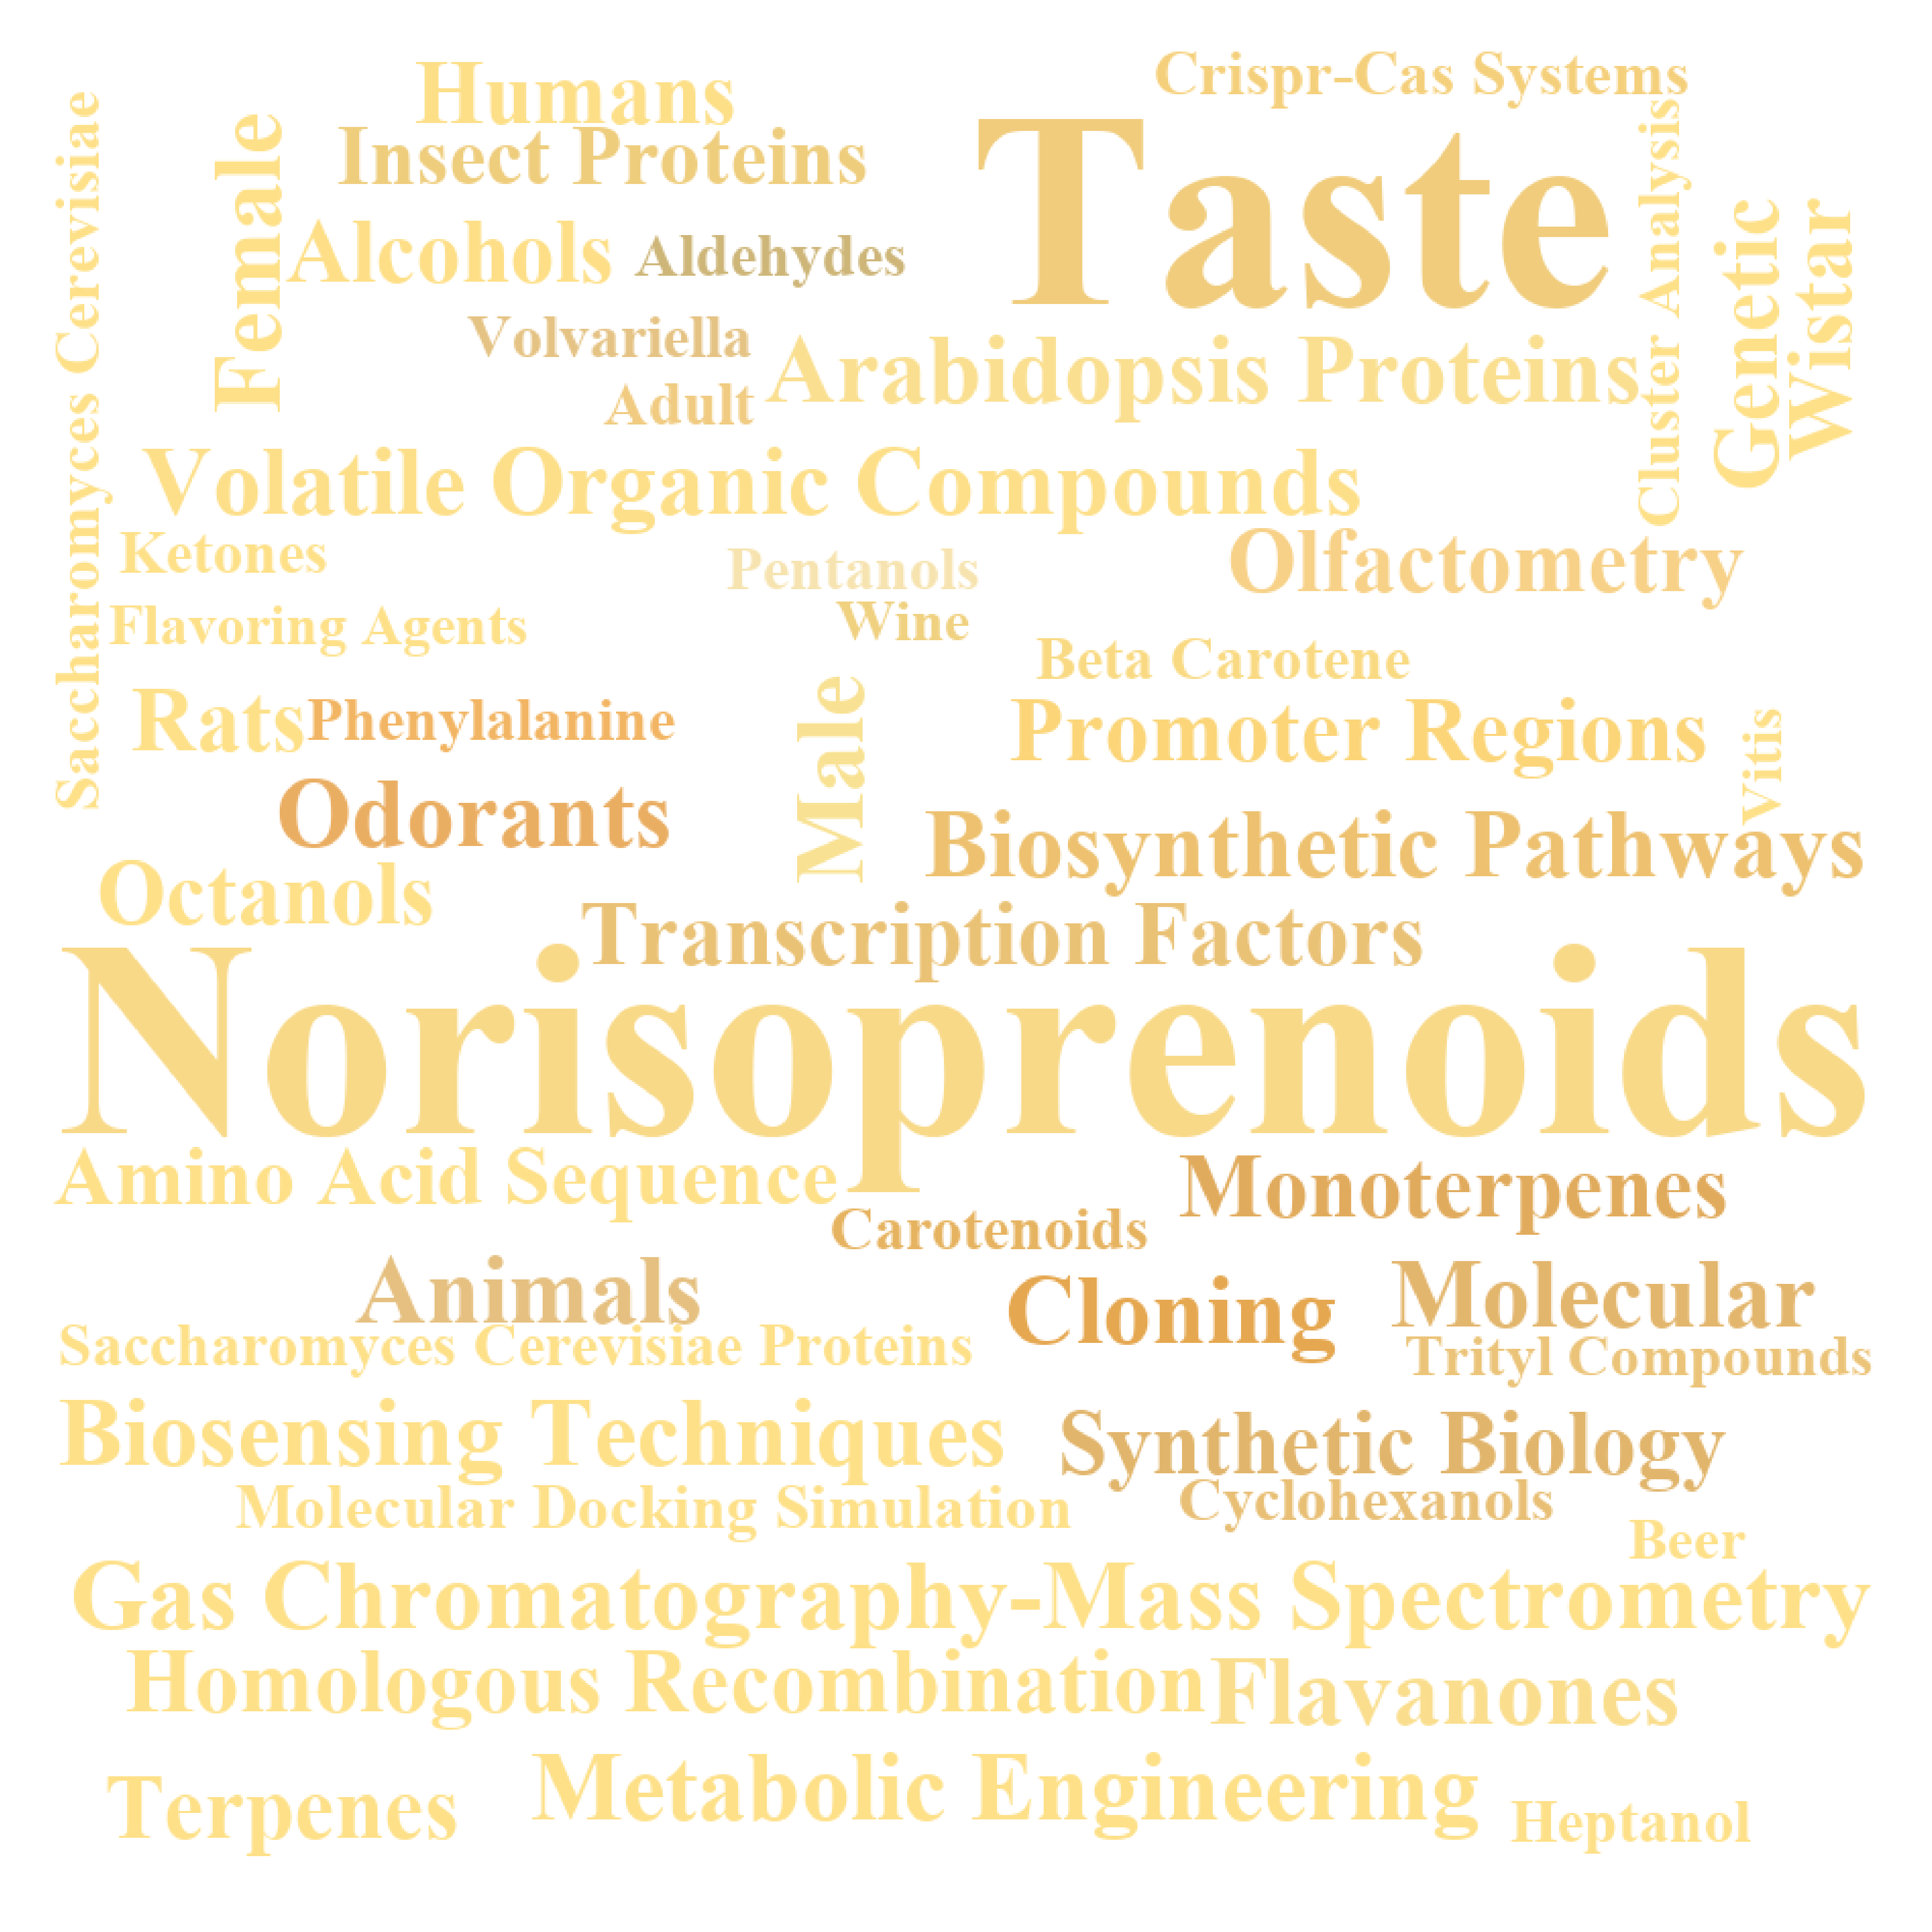 Humans
Crispr-Cas Systems
Saccharomyces Cerevisiae
Female
Insect Proteins
Taste
Cluster Analysis
Genetic
Wistar
Alcohols
Aldehydes
Volvariella
Arabidopsis Proteins
Adult
Volatile Organic Compounds
Ketones
Pentanols
Olfactometry
Flavoring Agents
Wine
Beta Carotene
Rats
Phenylalanine
Male
Promoter Regions
Vitis
Odorants
Biosynthetic Pathways
Octanols
Transcription Factors
Norisoprenoids
Amino Acid Sequence
Monoterpenes
Carotenoids
Animals
Cloning
Molecular
Saccharomyces Cerevisiae Proteins
Trityl Compounds
Biosensing Techniques
Synthetic Biology
Molecular Docking Simulation
Cyclohexanols
Beer
Gas Chromatography-Mass Spectrometry
Homologous Recombination
Flavanones
Metabolic Engineering
Terpenes
Heptanol